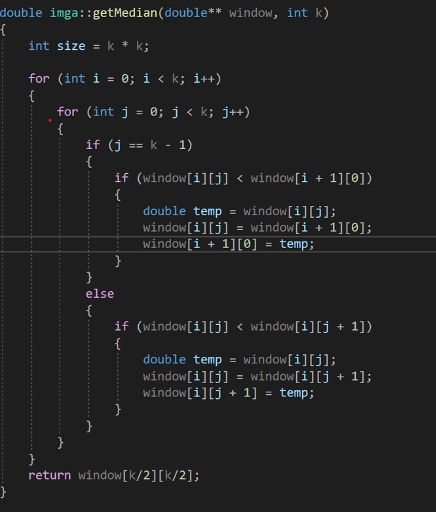 double imga::getMedian(double** window, int k)
{
    int size = k * k;

    for (int i = 0; i < k; i++)
    {
        for (int j = 0; j < k; j++)
        {
            if (j == k - 1)
            {
                if (window[i][j] < window[i + 1][0])
                {
                    double temp = window[i][j];
                    window[i][j] = window[i + 1][0];
                    window[i + 1][0] = temp;
                }
            }
            else
            {
                if (window[i][j] < window[i][j + 1])
                {
                    double temp = window[i][j];
                    window[i][j] = window[i][j + 1];
                    window[i][j + 1] = temp;
                }
            }
        }
    }
    return window[k/2][k/2];
}